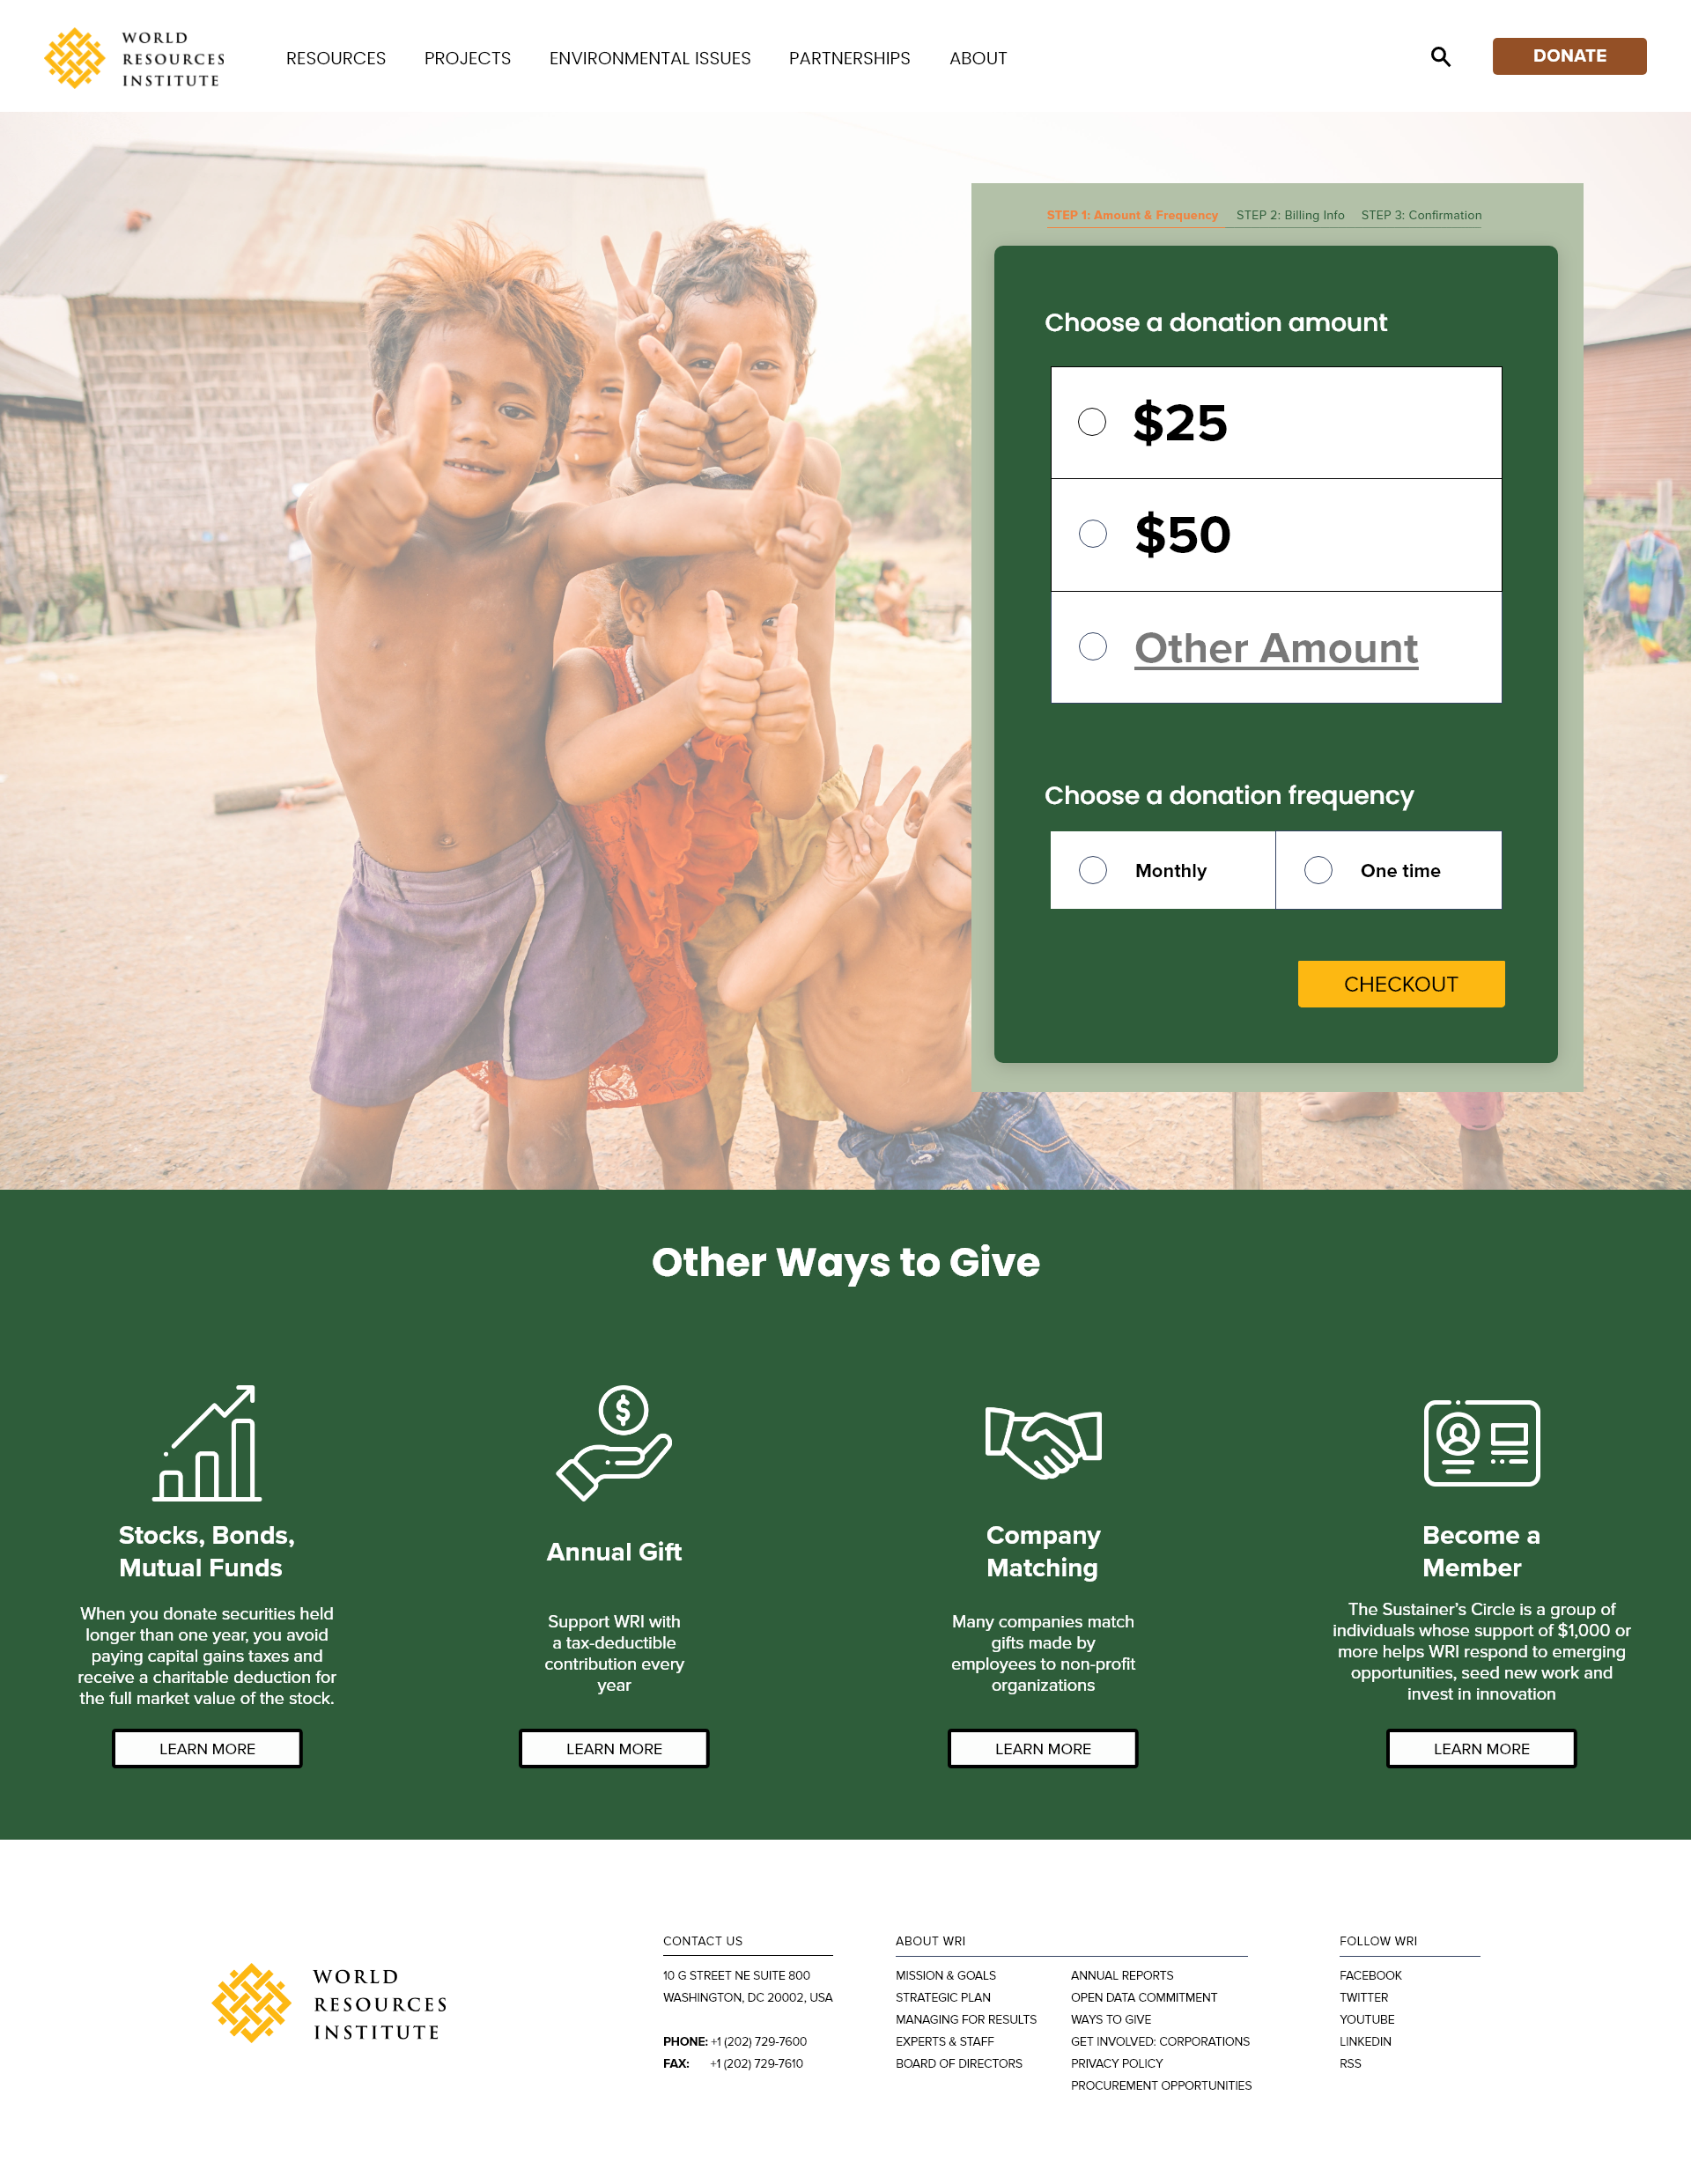 WORLD
RESOURCES
INSTITUTE
RESOURCES PROJECTS ENVIRONMENTAL ISSUES PARTNERSHIPS ABOUT
DONATE
STEP 1: Amount & Frequency STEP 2: Billing Info STEP 3: Confirmation
Choose a donation amount
$25
$50
Other Amount
Choose a donation frequency
Monthly One time
CHECKOUT
Other Ways to Give
Stocks, Bonds,
Mutual Funds
When you donate securities held
longer than one year, you avoid
paying capital gains taxes and
receive a charitable deduction for
the full market value of the stock.
LEARN MORE
Annual Gift
Support WRI with
a tax-deductible
contribution every
year
LEARN MORE
Company
Matching
Many companies match
gifts made by
employees to non-profit
organizations
LEARN MORE
Become a
Member
The Sustainer’s Circle is a group of
individuals whose support of $1,000 or
more helps WRI respond to emerging
opportunities, seed new work and
invest in innovation
LEARN MORE
WORLD
RESOURCES
INSTITUTE
CONTACT US
10 G STREET NE SUITE 800
WASHINGTON, DC 20002, USA
PHONE: +1 (202) 729-7600
FAX: +1 (202) 729-7610
ABOUT WRI
MISSION & GOALS
STRATEGIC PLAN
MANAGING FOR RESULTS
EXPERTS & STAFF
BOARD OF DIRECTORS
ANNUAL REPORTS
OPEN DATA COMMITMENT
WAYS TO GIVE
GET INVOLVED: CORPORATIONS
PRIVACY POLICY
PROCUREMENT OPPORTUNITIES
FOLLOW WRI
FACEBOOK
TWITTER
YOUTUBE
LINKEDIN
RSS